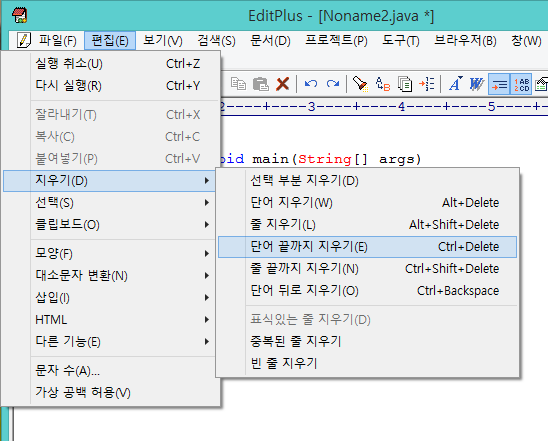 EditPlus - [Noname2.java *]
파일(F) 편집(E) 보기(V) 검색(S) 문서(D) 프로젝트(P) 도구(T) 브라우저(B) 창(W)
실행 취소(U) Ctrl+Z
다시 실행(R) Ctrl+Y
잘라내기(T) Ctrl+X
복사(C) Ctrl+C
붙여넣기(P) Ctrl+V
지우기(D)
선택(S)
클립보드(O)
모양(F)
대소문자 변환(N)
삽입(I)
HTML
다른 기능(E)
문자 수(A)...
가상 공백 허용(V)
2----+----3----+----4----+----5----+-
oid main(String[] args)
선택 부분 지우기(D)
단어 지우기(W) Alt+Delete
줄 지우기(L) Alt+Shift+Delete
단어 끝까지 지우기(E) Ctrl+Delete
줄 끝까지 지우기(N) Ctrl+Shift+Delete
단어 뒤로 지우기(O) Ctrl+Backspace
표식있는 줄 지우기(D)
중복된 줄 지우기
빈 줄 지우기